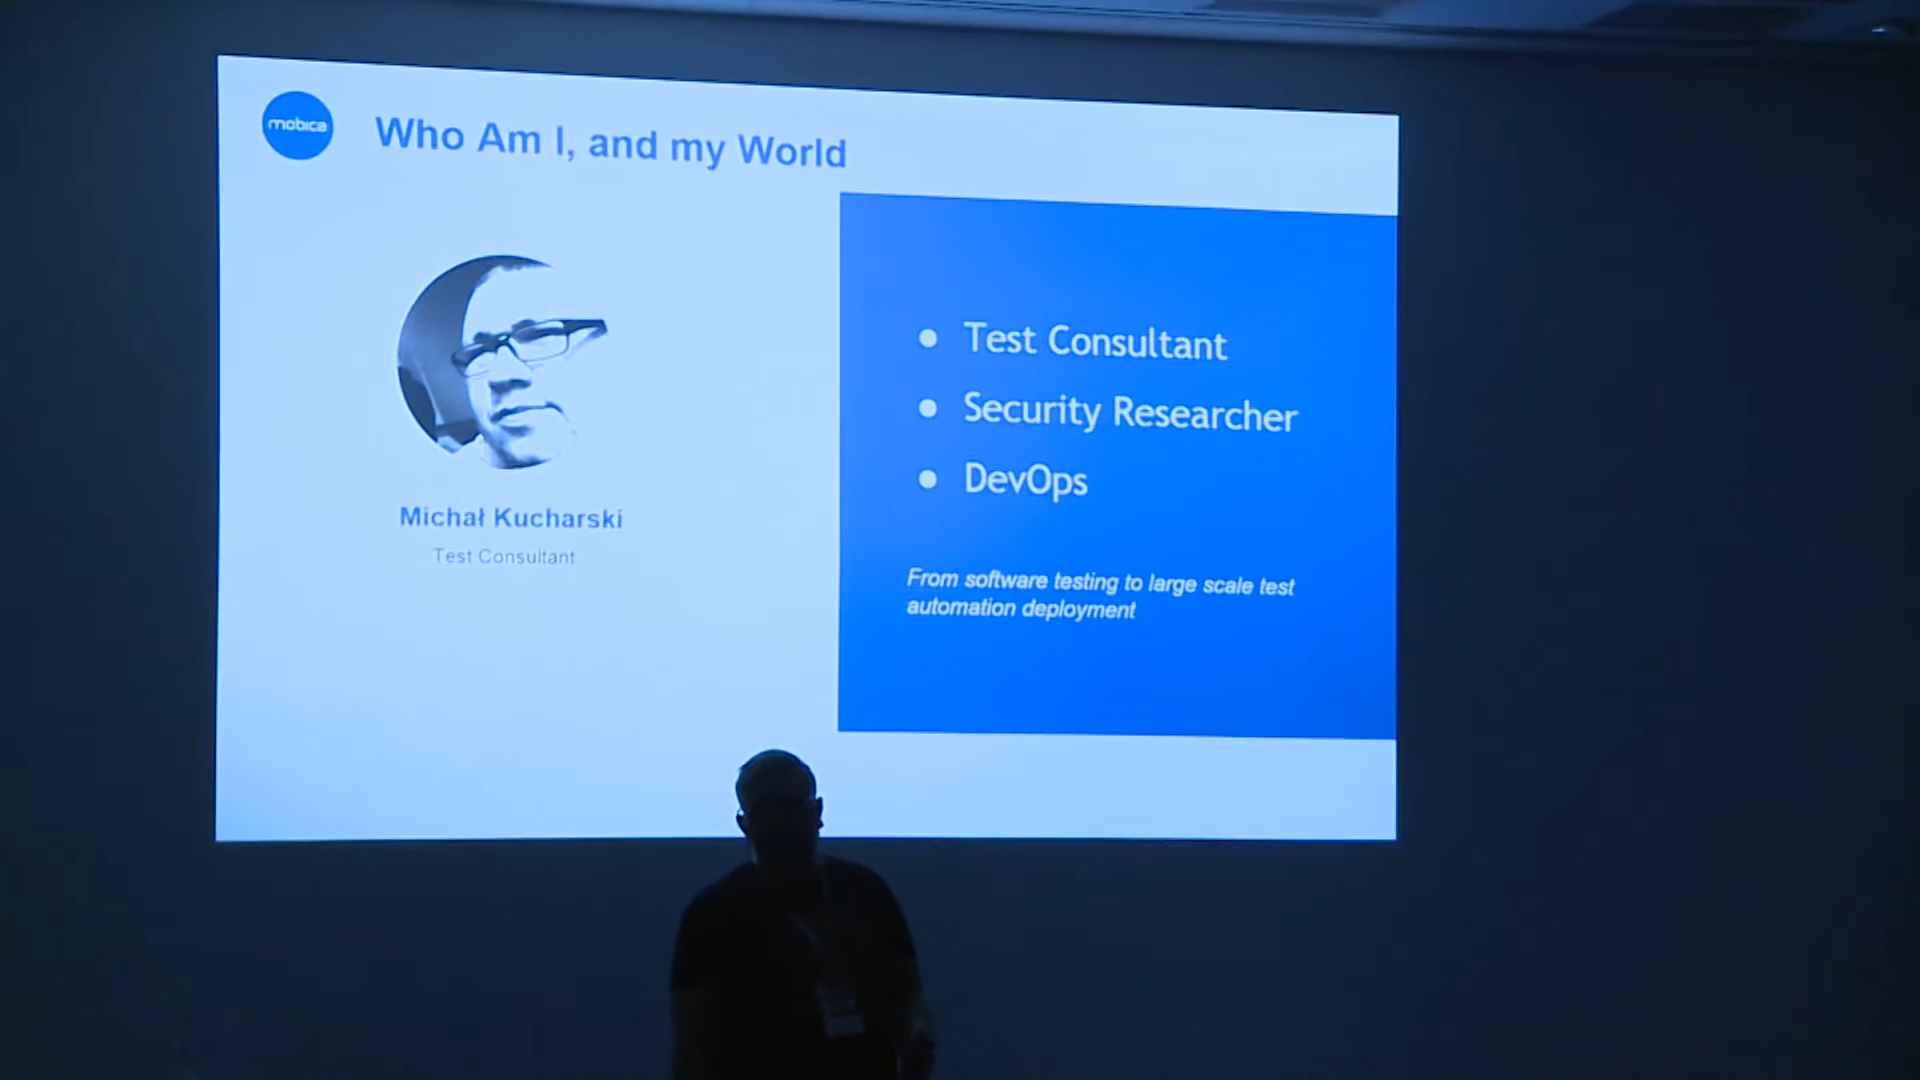 mobica
Who Am I, and my World
Michał Kucharski
Test Consultant
● Test Consultant
● Security Researcher
● DevOps
From software testing to large scale test
automation deployment